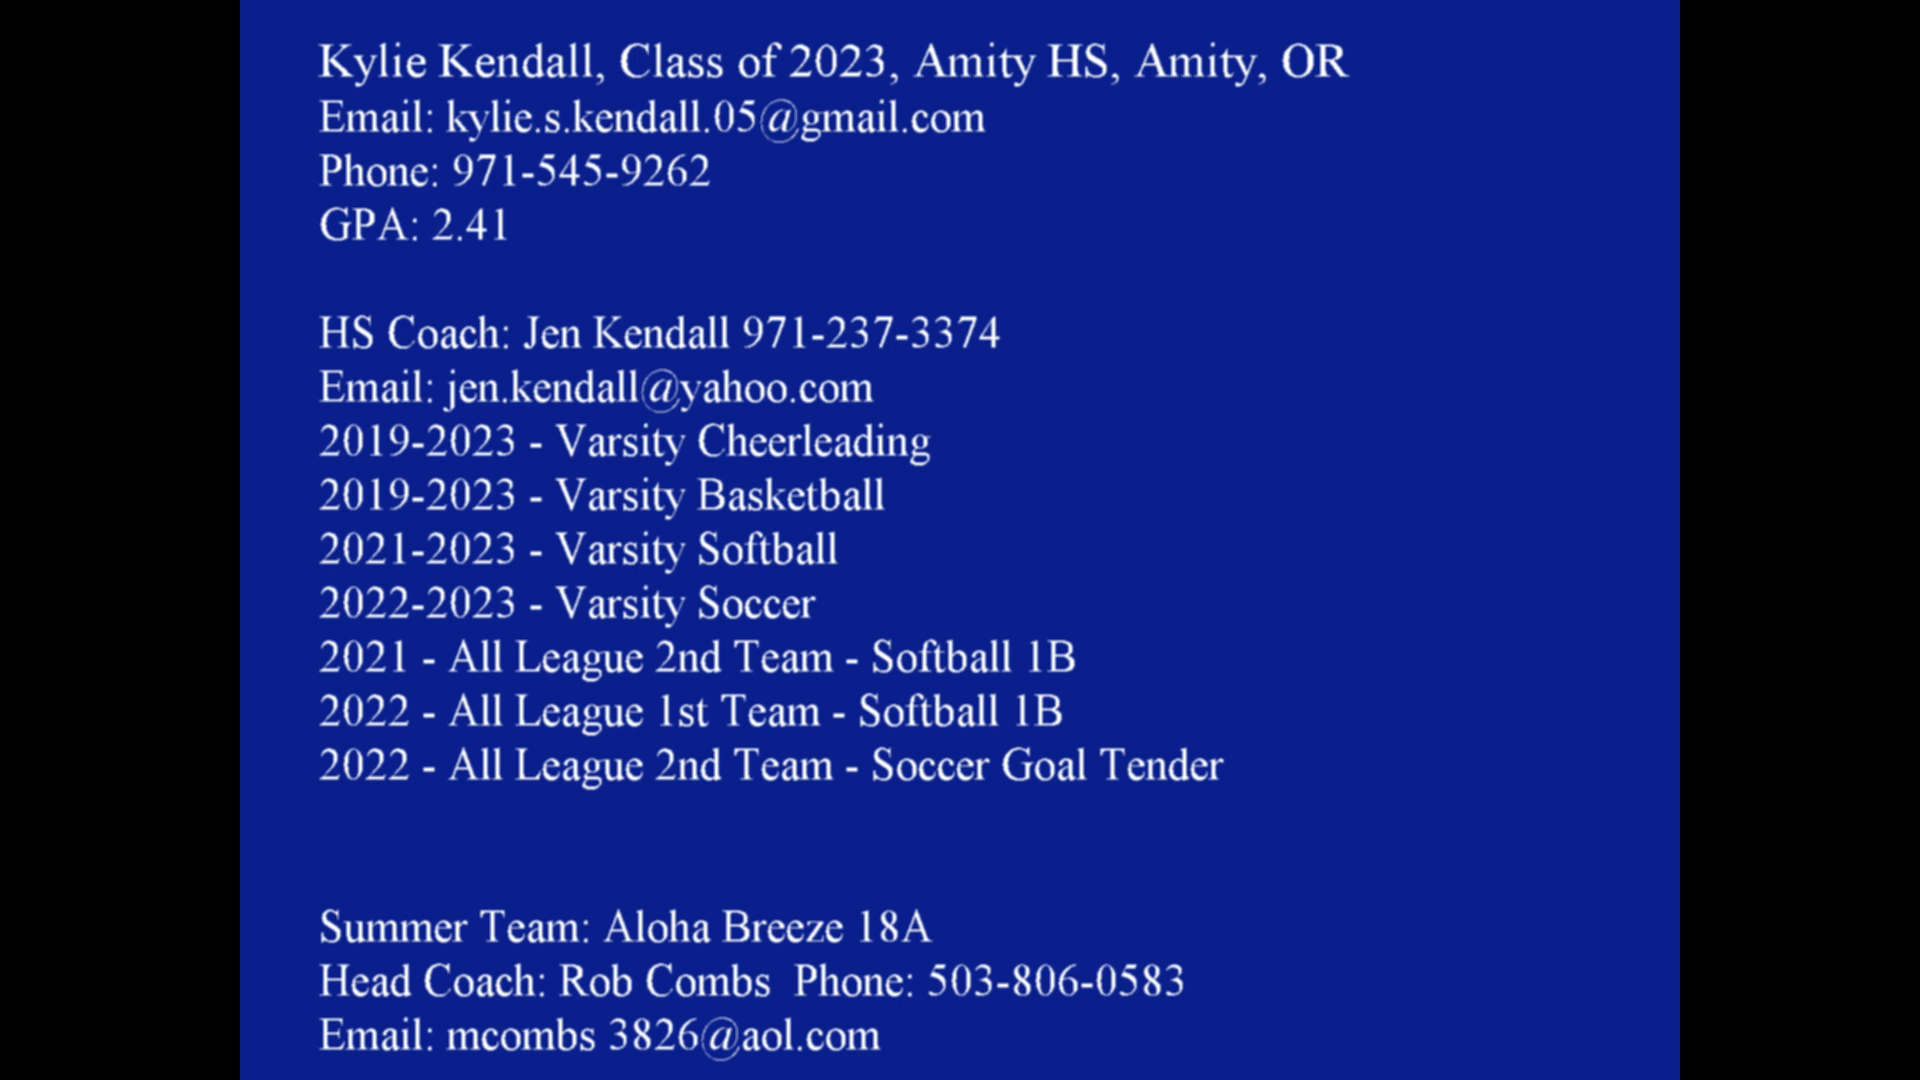 Kylie Kendall, Class of 2023, Amity HS, Amity, OR
Email: kylie.s.kendall.05@gmail.com
Phone: 971-545-9262
GPA: 2.41
HS Coach: Jen Kendall 971-237-3374
Email: jen.kendall@yahoo.com
2019-2023 - Varsity Cheerleading
2019-2023 - Varsity Basketball
2021-2023 - Varsity Softball
2022-2023 - Varsity Soccer
2021 - All League 2nd Team - Softball 1B
2022 - All League 1st Team - Softball 1B
2022 - All League 2nd Team - Soccer Goal Tender
Summer Team: Aloha Breeze 18A
Head Coach: Rob Combs  Phone: 503-806-0583
Email: mcombs 3826@aol.com